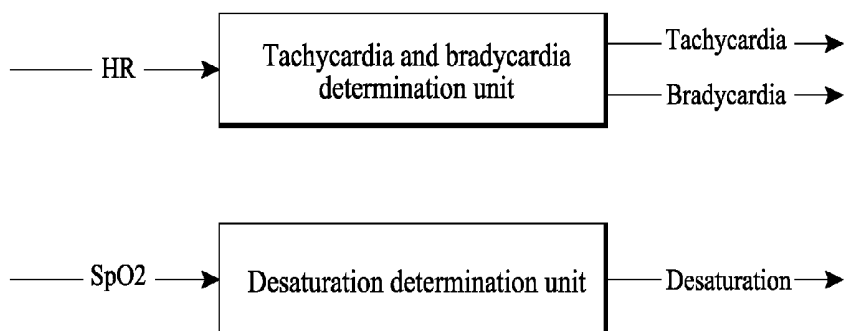 HR
Tachycardia and bradycardia
determination unit
Tachycardia
Bradycardia
SpO2
Desaturation determination unit
Desaturation